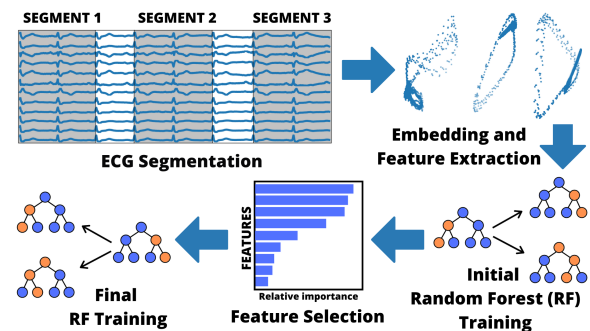 SEGMENT 1 SEGMENT 2 SEGMENT 3
ECG Segmentation
Embedding and
Feature Extraction
FEATURES
Relative importance
Feature Selection
Initial
Random Forest (RF)
Training
Final
RF Training